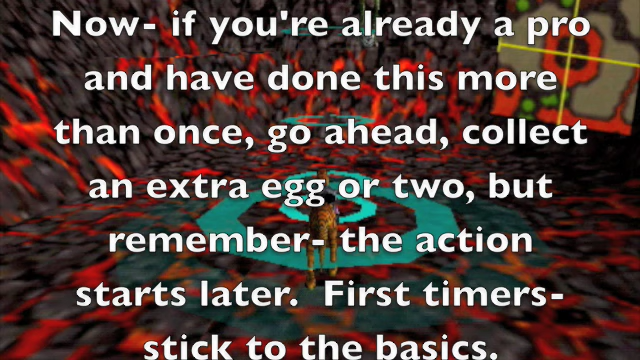 Now- if you're already a pro
and have done this more
than once, go ahead, collect
an extra egg or two, but
remember- the action
starts later.  First timers-
stick to the basics.